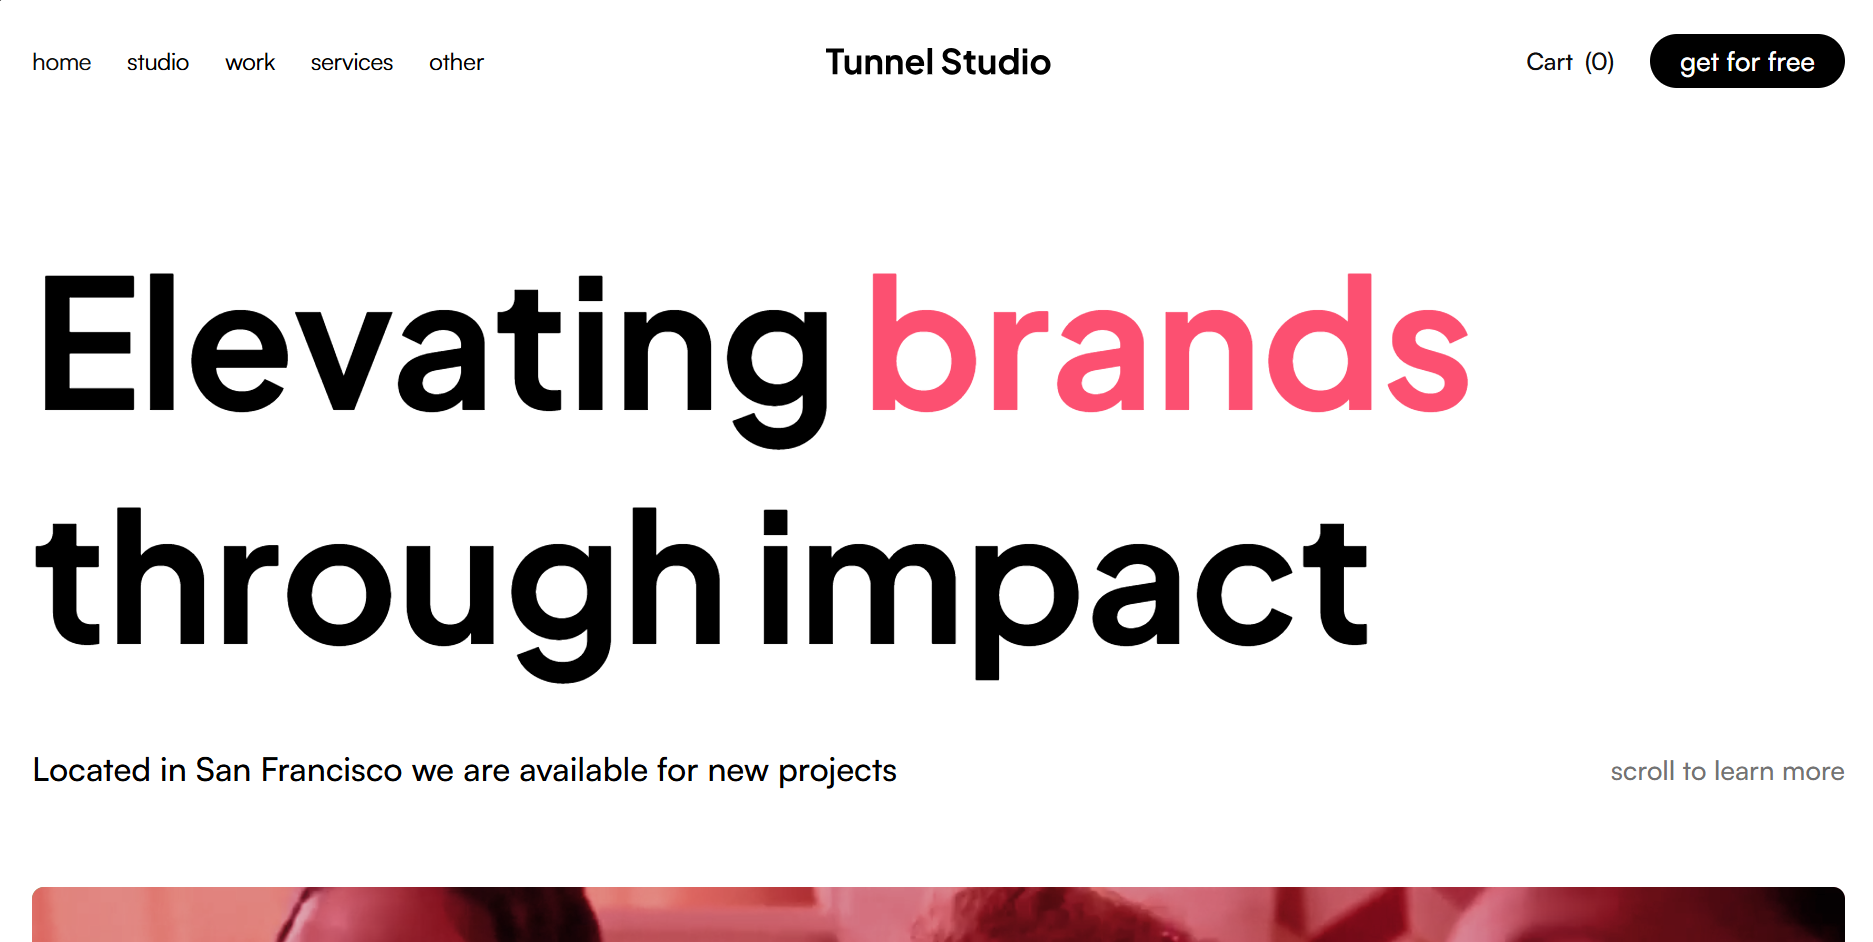 home studio work services other Tunnel Studio Cart (0) get for free
Elevating brands
through impact
Located in San Francisco we are available for new projects scroll to learn more